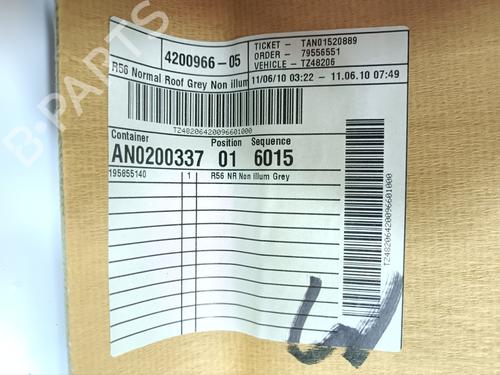 4200966-05
TICKET - TAN01520889
ORDER - 79556551
VEHICLE - TZ48206
R56 Normal Roof Grey Non illum
11/06/10 03:22 - 11.06.10 07:49
TZ48206420096601000
Container Position Sequence
AN0200337 01 6015
195855140 1 R56 NR Non illum Grey
TZ48206420096601000
B-PARTS